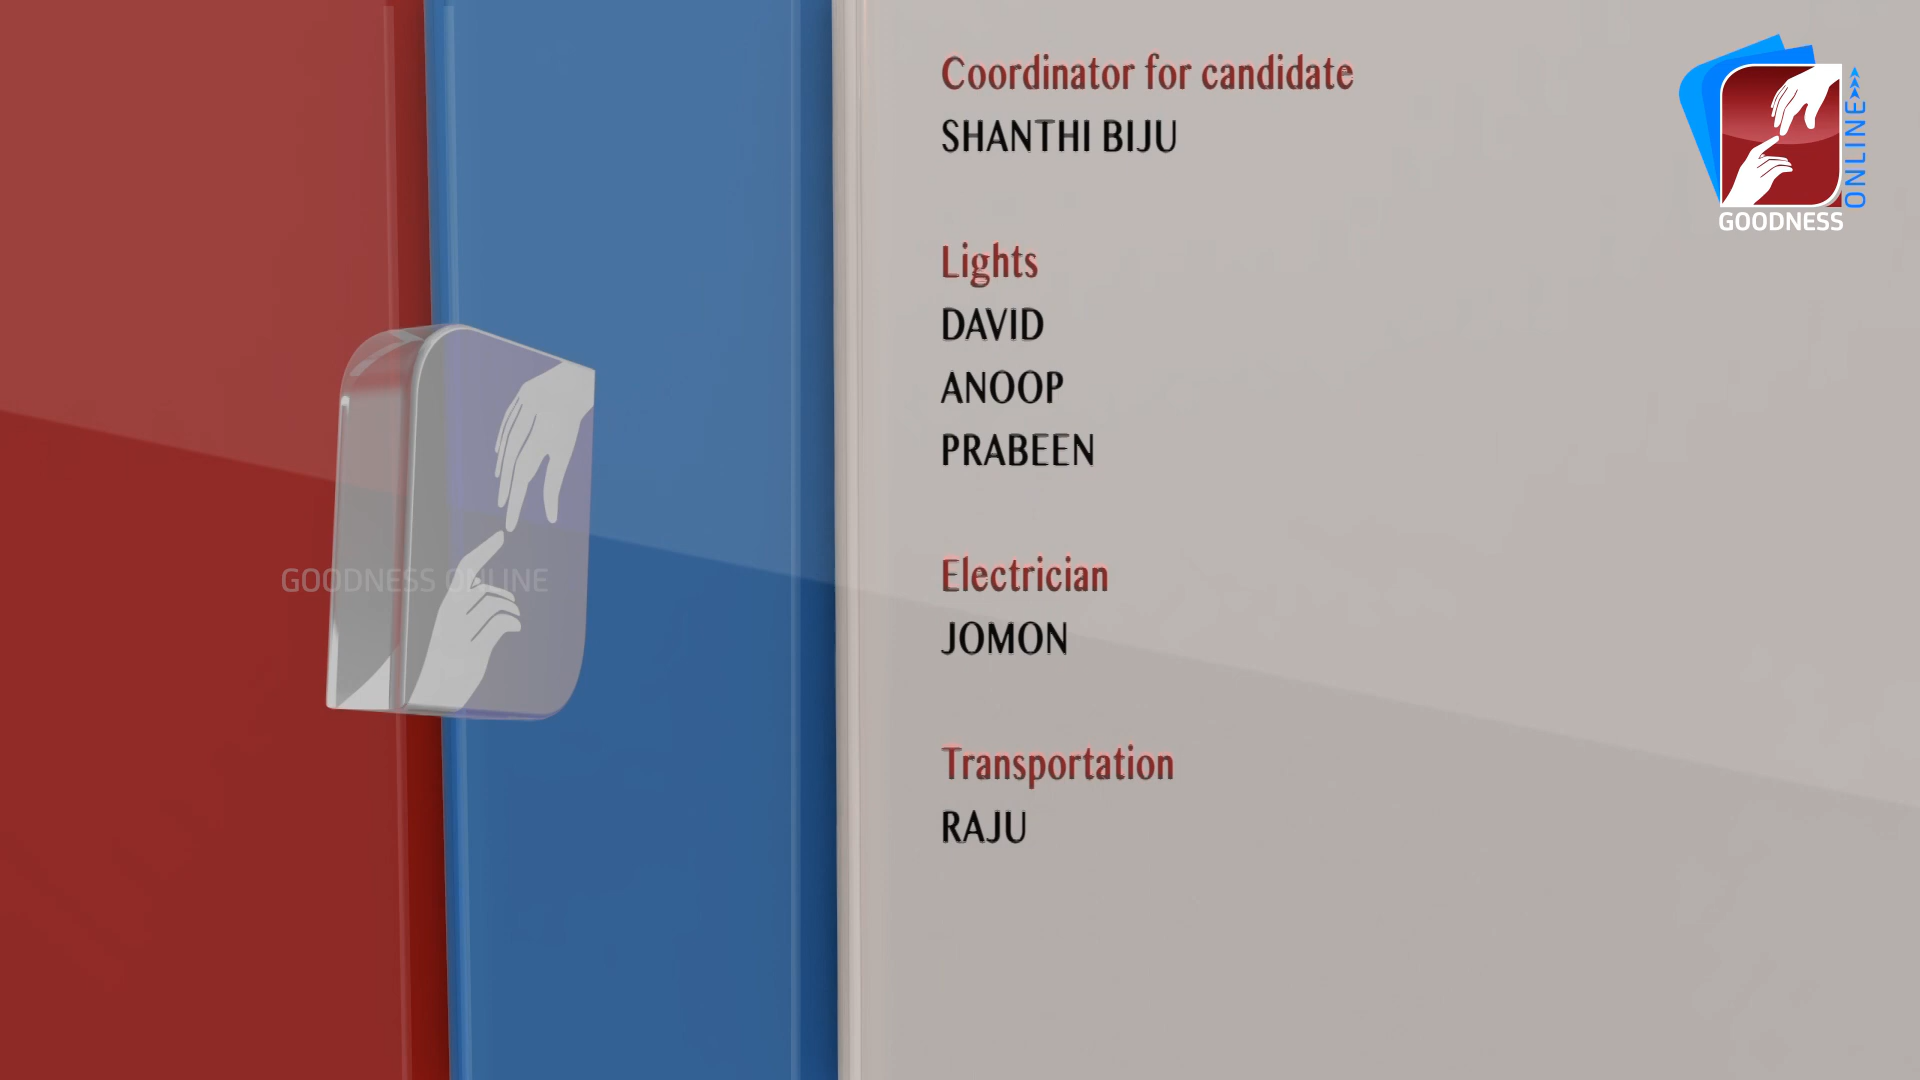 Coordinator for candidate
SHANTHI BIJU
Lights
DAVID
ANOOP
PRABEEN
Electrician
JOMON
Transportation
RAJU
GOODNESS
ONLINE
GOODNESS ONLINE